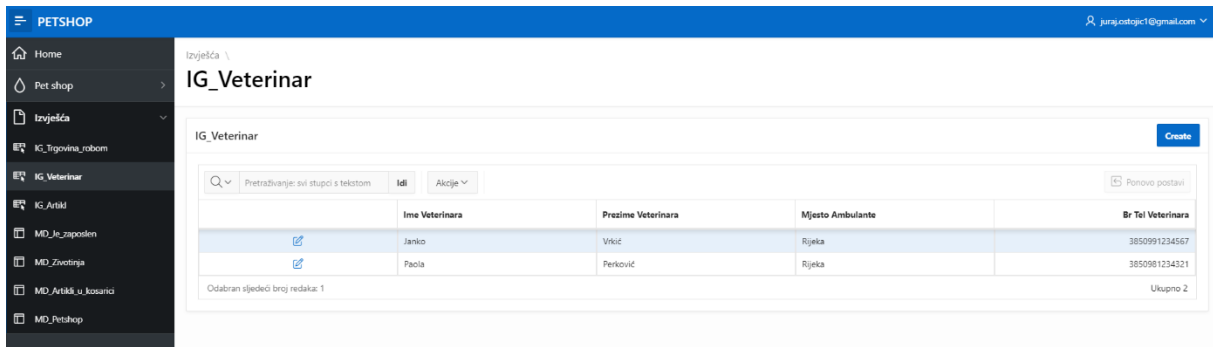 PETSHOP
juraj.ostojic1@gmail.com
Home
Pet shop
Izvješća
IG_Trgovina_robom
IG_Veterinar
IG_Artikl
MD_Je_zaposlen
MD_Zivotinja
MD_Artikli_u_kosarici
MD_Petshop
Izvješća \
IG_Veterinar
IG_Veterinar
Create
Pretraživanje: svi stupci s tekstom
Idi
Akcije
Ponovo postavi
Ime Veterinara Prezime Veterinara Mjesto Ambulante Br Tel Veterinara
Janko Vrkić Rijeka 3850991234567
Paola Perković Rijeka 3850981234321
Odabran sljedeći broj redaka: 1 Ukupno 2